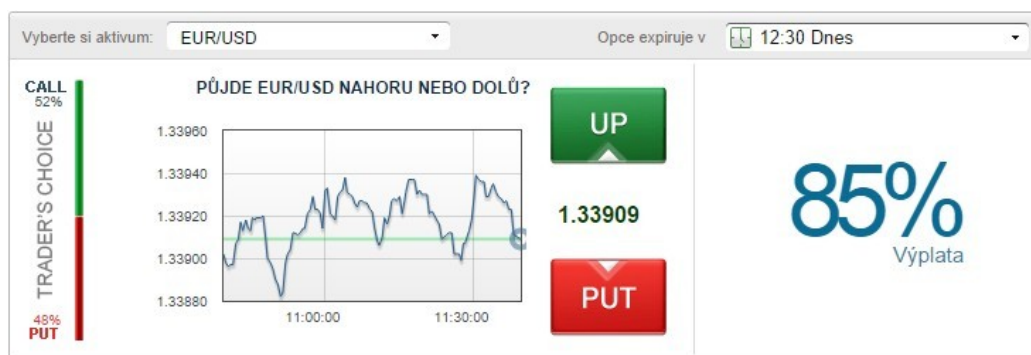 Vyberte si aktivum: EUR/USD Opce expiruje v 12:30 Dnes
CALL
52%
TRADER'S CHOICE
48%
PUT
PŮJDE EUR/USD NAHORU NEBO DOLŮ?
1.33960
1.33940
1.33920
1.33900
1.33880
11:00:00 11:30:00
UP
1.33909
PUT
85%
Výplata